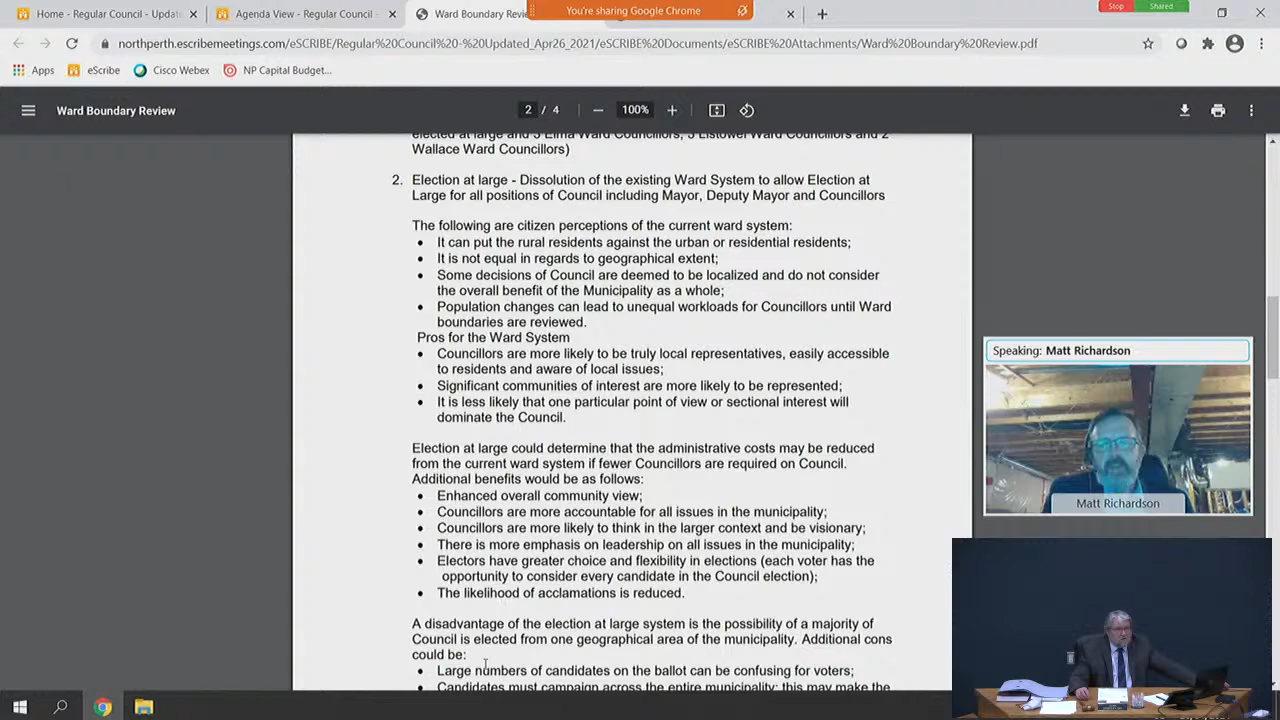 Home - Regular Council - Updat
Agenda View - Regular Council
Ward Boundary Revie
You're sharing Google Chrome
Stop
Shared
northperth.escribemeetings.com/eSCRIBE/Regular%20Council%20-%20Updated_Apr26_2021/eSCRIBE%20Documents/eSCRIBE%20Attachments/Ward%20Boundary%20Review.pdf
Apps
eScribe
Cisco Webex
NP Capital Budget...
Ward Boundary Review
2 / 4
100%
elected at large and 3 Elma Ward Councillors, 3 Listowel Ward Councillors and 2
Wallace Ward Councillors)
2. Election at large - Dissolution of the existing Ward System to allow Election at
Large for all positions of Council including Mayor, Deputy Mayor and Councillors
The following are citizen perceptions of the current ward system:
• It can put the rural residents against the urban or residential residents;
• It is not equal in regards to geographical extent;
• Some decisions of Council are deemed to be localized and do not consider
the overall benefit of the Municipality as a whole;
• Population changes can lead to unequal workloads for Councillors until Ward
boundaries are reviewed.
Pros for the Ward System
• Councillors are more likely to be truly local representatives, easily accessible
to residents and aware of local issues;
• Significant communities of interest are more likely to be represented;
• It is less likely that one particular point of view or sectional interest will
dominate the Council.
Election at large could determine that the administrative costs may be reduced
from the current ward system if fewer Councillors are required on Council.
Additional benefits would be as follows:
• Enhanced overall community view;
• Councillors are more accountable for all issues in the municipality;
• Councillors are more likely to think in the larger context and be visionary;
• There is more emphasis on leadership on all issues in the municipality;
• Electors have greater choice and flexibility in elections (each voter has the
opportunity to consider every candidate in the Council election);
• The likelihood of acclamations is reduced.
A disadvantage of the election at large system is the possibility of a majority of
Council is elected from one geographical area of the municipality. Additional cons
could be:
• Large numbers of candidates on the ballot can be confusing for voters;
• Candidates must campaign across the entire municipality; this may make the
Speaking: Matt Richardson
Matt Richardson